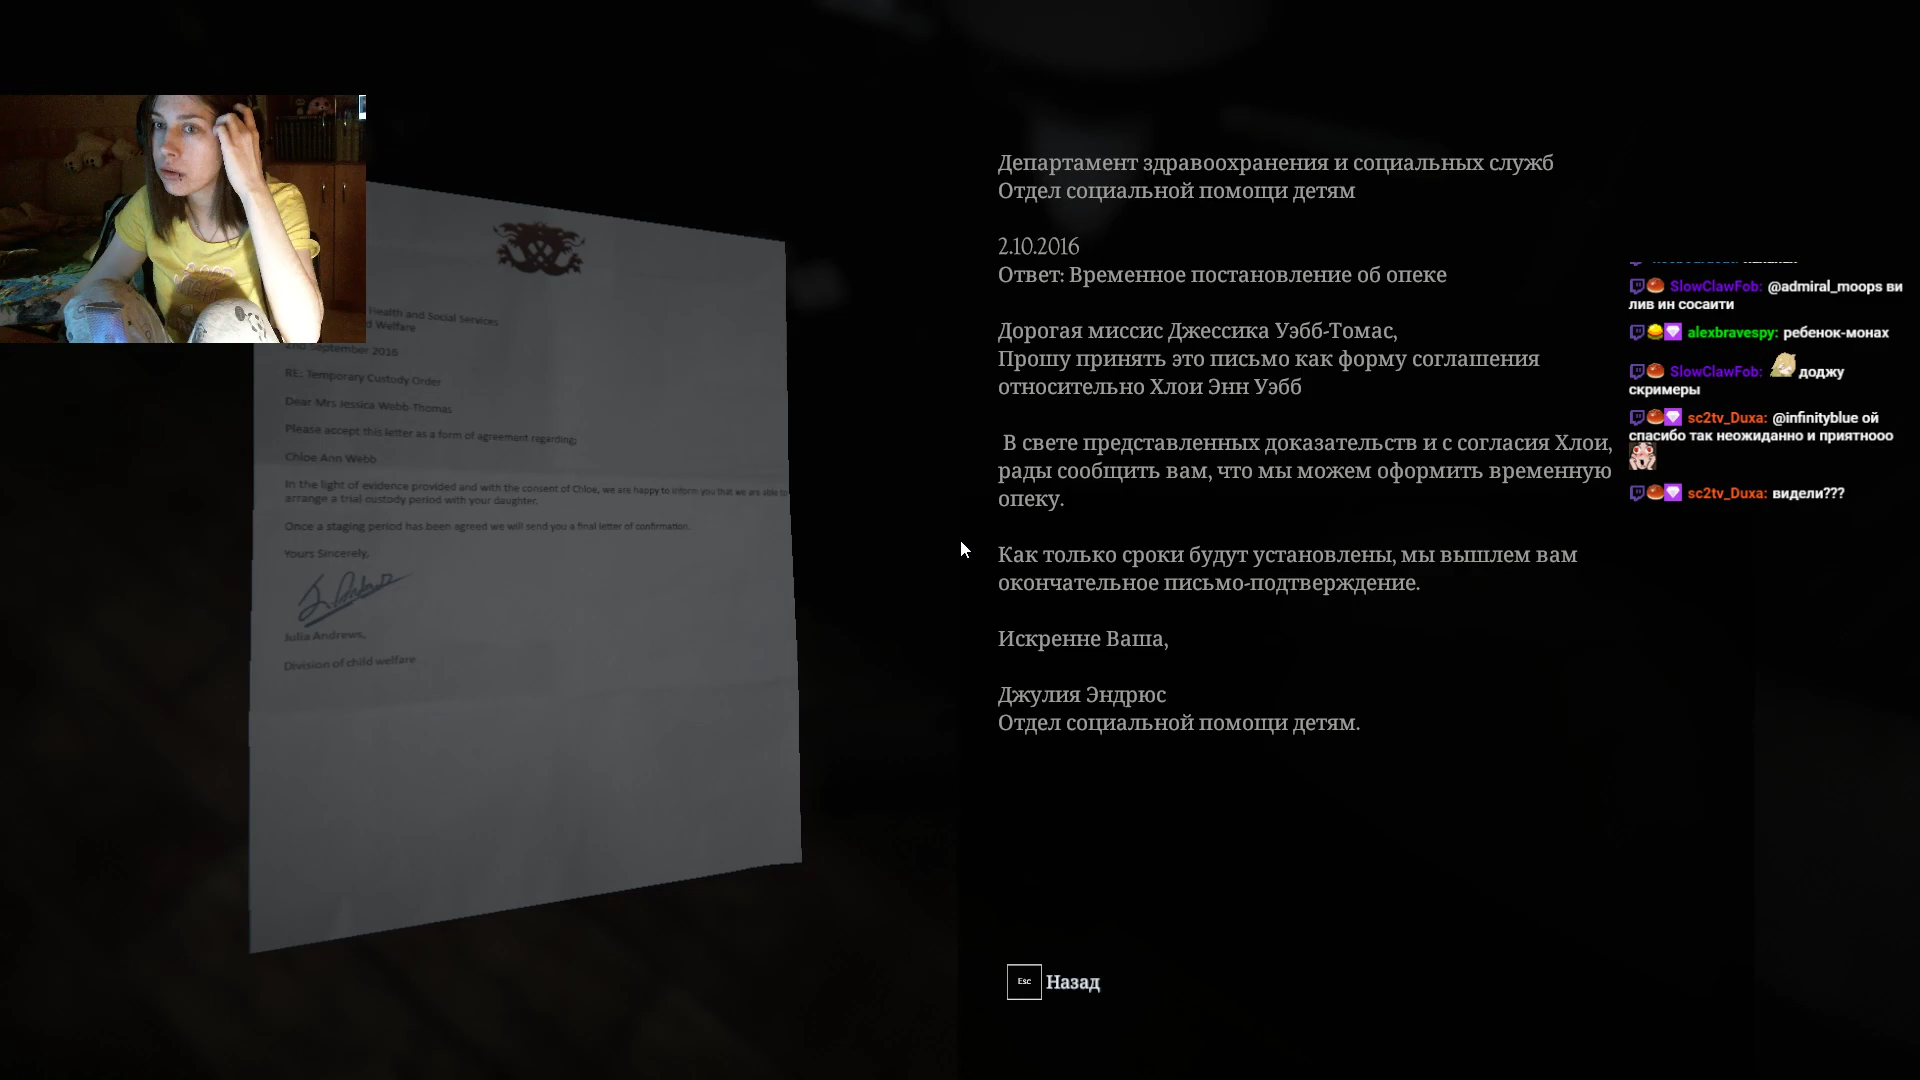 Health and Social Services
d Welfare
September 2016
RE: Temporary Custody Order
Dear Mrs Jessica Webb-Thomas
Please accept this letter as a form of agreement regarding;
Chloe Ann Webb
In the light of evidence provided and with the consent of Chloe, we are happy to inform you that we are able to
arrange a trial custody period with your daughter.
Once a staging period has been agreed we will send you a final letter of confirmation.
Yours Sincerely,
Julia Andrews,
Division of child welfare
Департамент здравоохранения и социальных служб
Отдел социальной помощи детям
2.10.2016
Ответ: Временное постановление об опеке
Дорогая миссис Джессика Уэбб-Томас,
Прошу принять это письмо как форму соглашения
относительно Хлои Энн Уэбб
В свете представленных доказательств и с согласия Хлои,
рады сообщить вам, что мы можем оформить временную
опеку.
Как только сроки будут установлены, мы вышлем вам
окончательное письмо-подтверждение.
Искренне Ваша,
Джулия Эндрюс
Отдел социальной помощи детям.
Esc Назад
SlowClawFob: @admiral_moops ви
лив ин сосаити
alexbravespy: ребенок-монах
SlowClawFob: доджу
скримеры
sc2tv_Duxa: @infinityblue ой
спасибо так неожиданно и приятнооо
sc2tv_Duxa: видели???